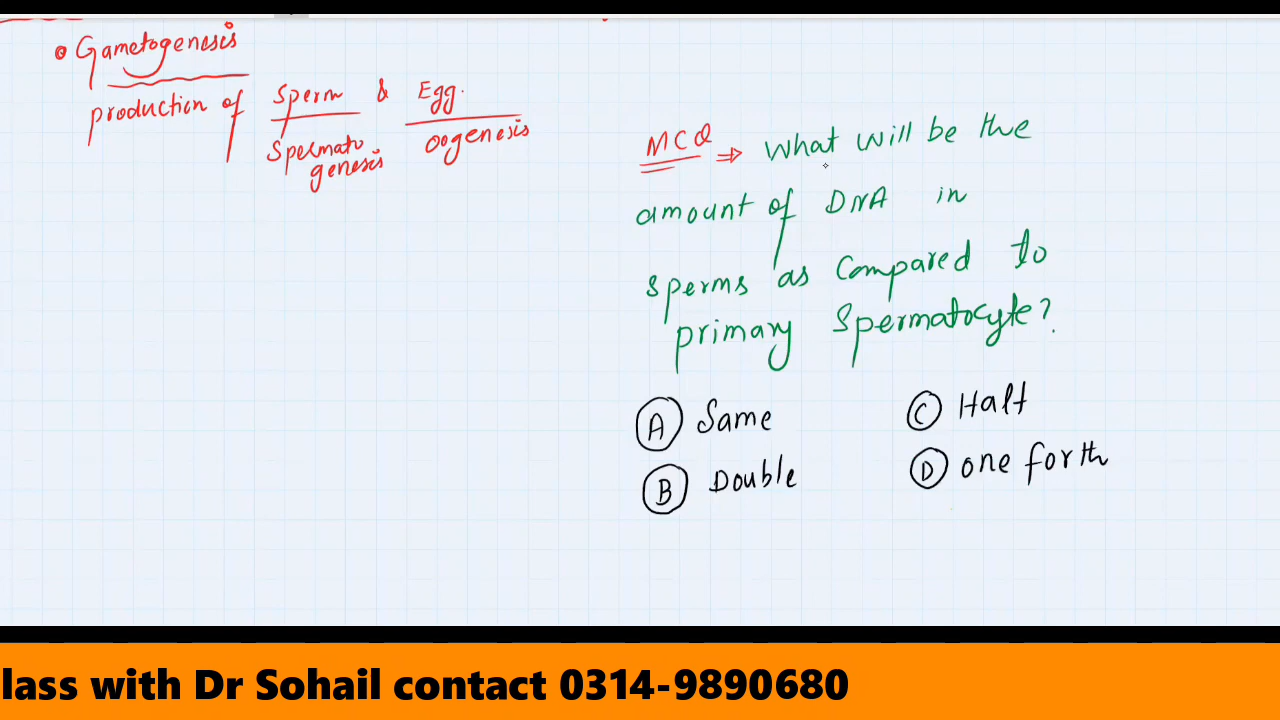 Gametogenesis
production of Sperm & Egg.
Spermato genesis oogenesis
MCQ ⇒ What will be the
amount of DNA in
sperms as compared to
primary Spermatocyte?
A Same
B Double
C Half
D one forth
lass with Dr Sohail contact 0314-9890680